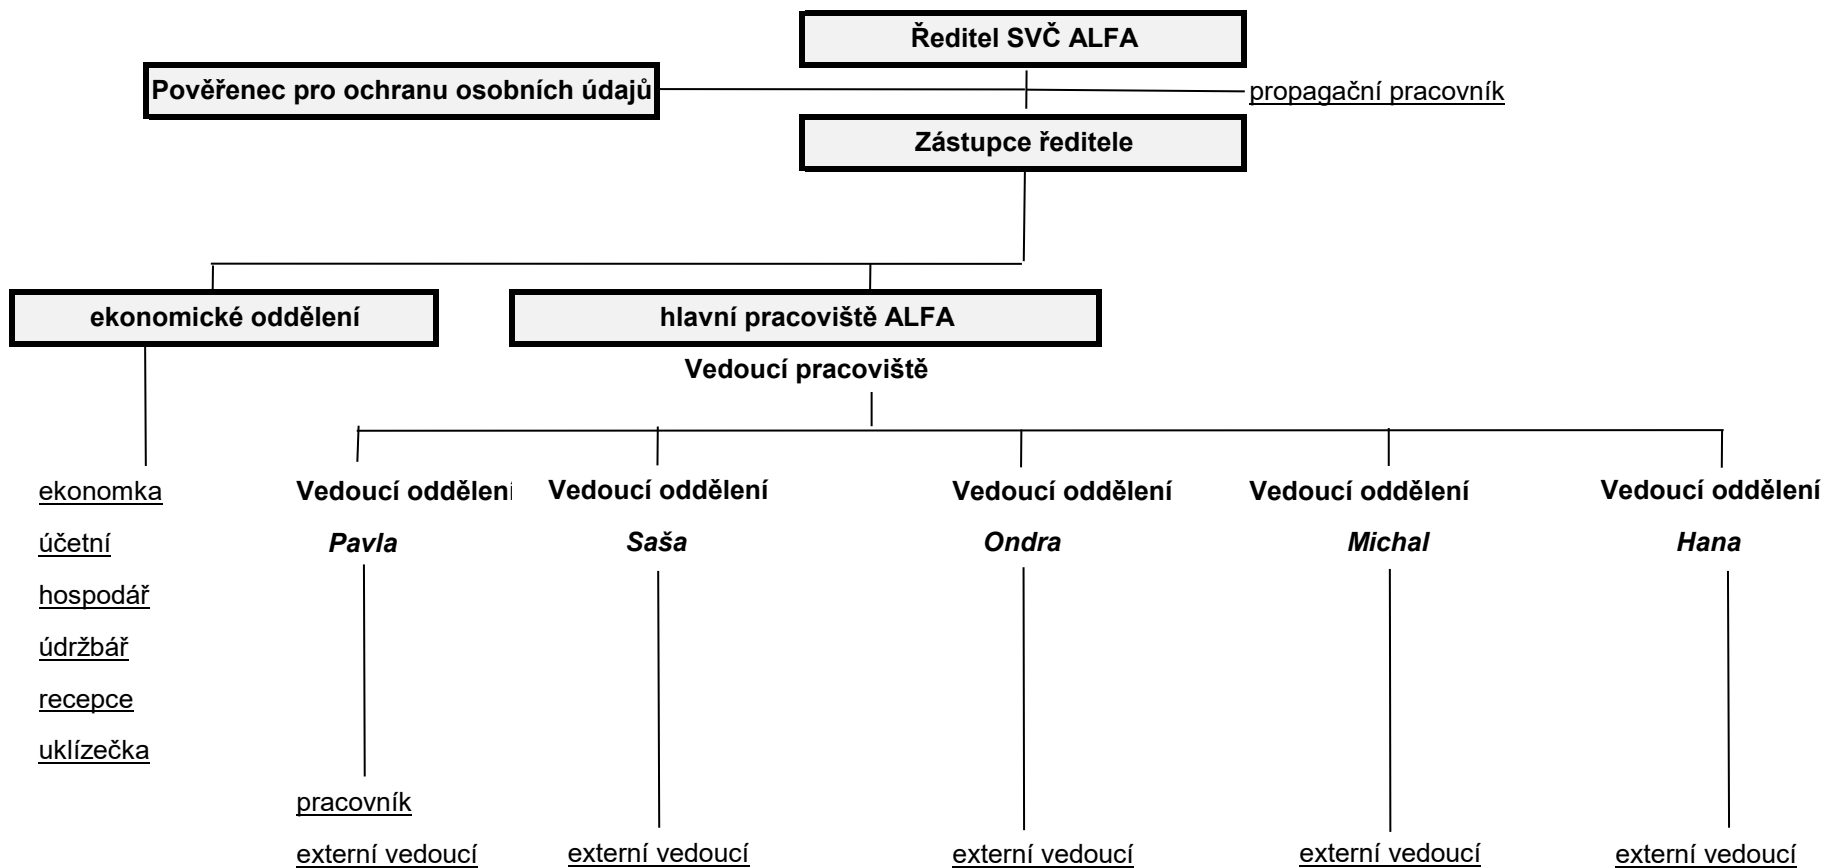 Ředitel SVČ ALFA
Pověřenec pro ochranu osobních údajů
propagační pracovník
Zástupce ředitele
ekonomické oddělení
hlavní pracoviště ALFA
Vedoucí pracoviště
ekonomka
účetní
hospodář
údržbář
recepce
uklízečka
Vedoucí oddělení
Pavla
pracovník
externí vedoucí
Vedoucí oddělení
Saša
externí vedoucí
Vedoucí oddělení
Ondra
externí vedoucí
Vedoucí oddělení
Michal
externí vedoucí
Vedoucí oddělení
Hana
externí vedoucí